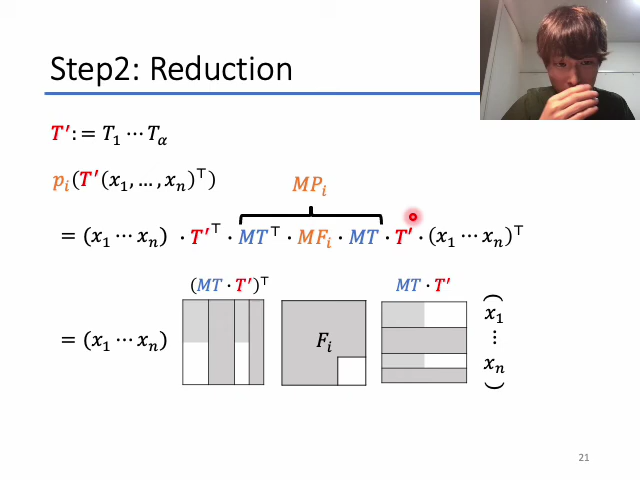 Step2: Reduction
T′: = T₁ ⋯ Tα
pᵢ(T′(x₁, … , xₙ)⊤)
MPᵢ
= (x₁ ⋯ xₙ) · T′⊤ · MT⊤ · MFᵢ · MT · T′ · (x₁ ⋯ xₙ)⊤
(MT · T′)⊤ MT · T′
= (x₁ ⋯ xₙ) Fᵢ (x₁ ⋮ xₙ)
21